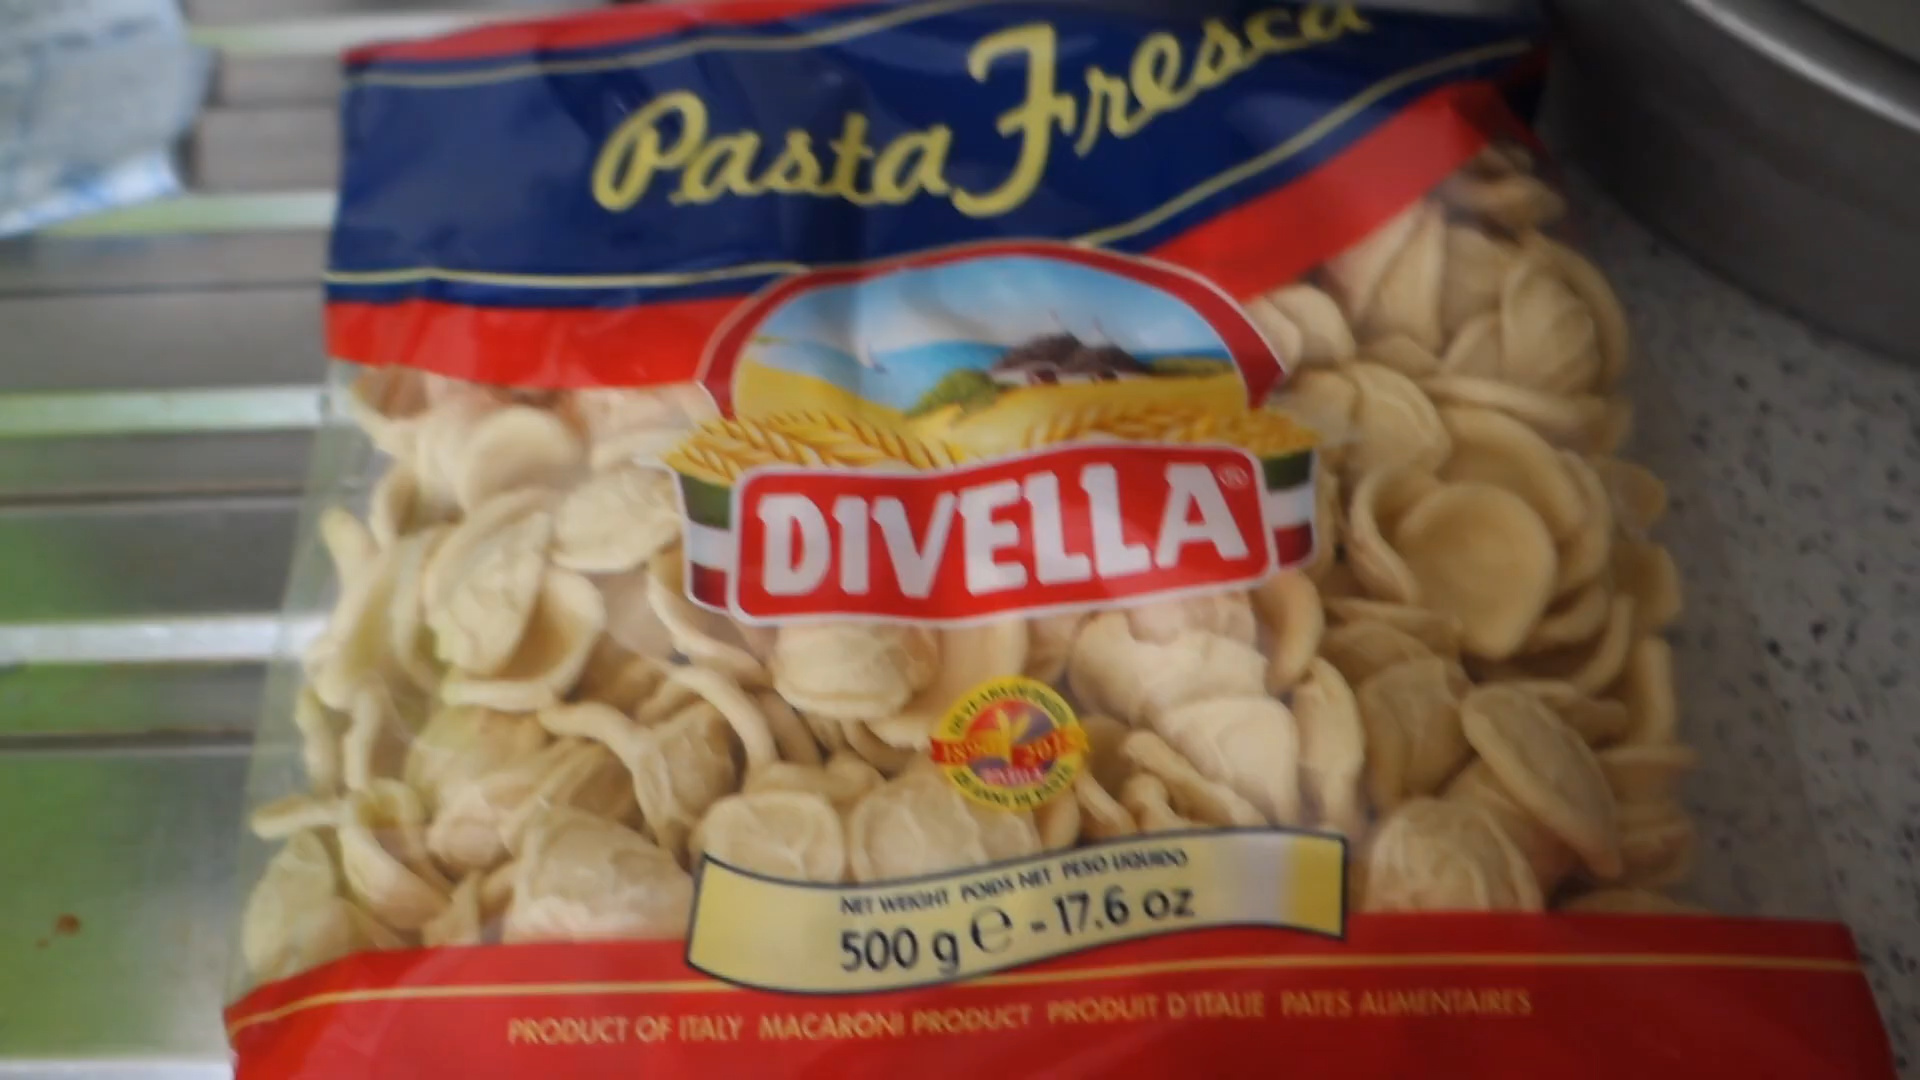 Pasta Fresca
DIVELLA®
NET WEIGHT POIDS NET PESO LIQUIDO
500 g e - 17.6 oz
PRODUCT OF ITALY MACARONI PRODUCT PRODUIT D'ITALIE PATES ALIMENTAIRES